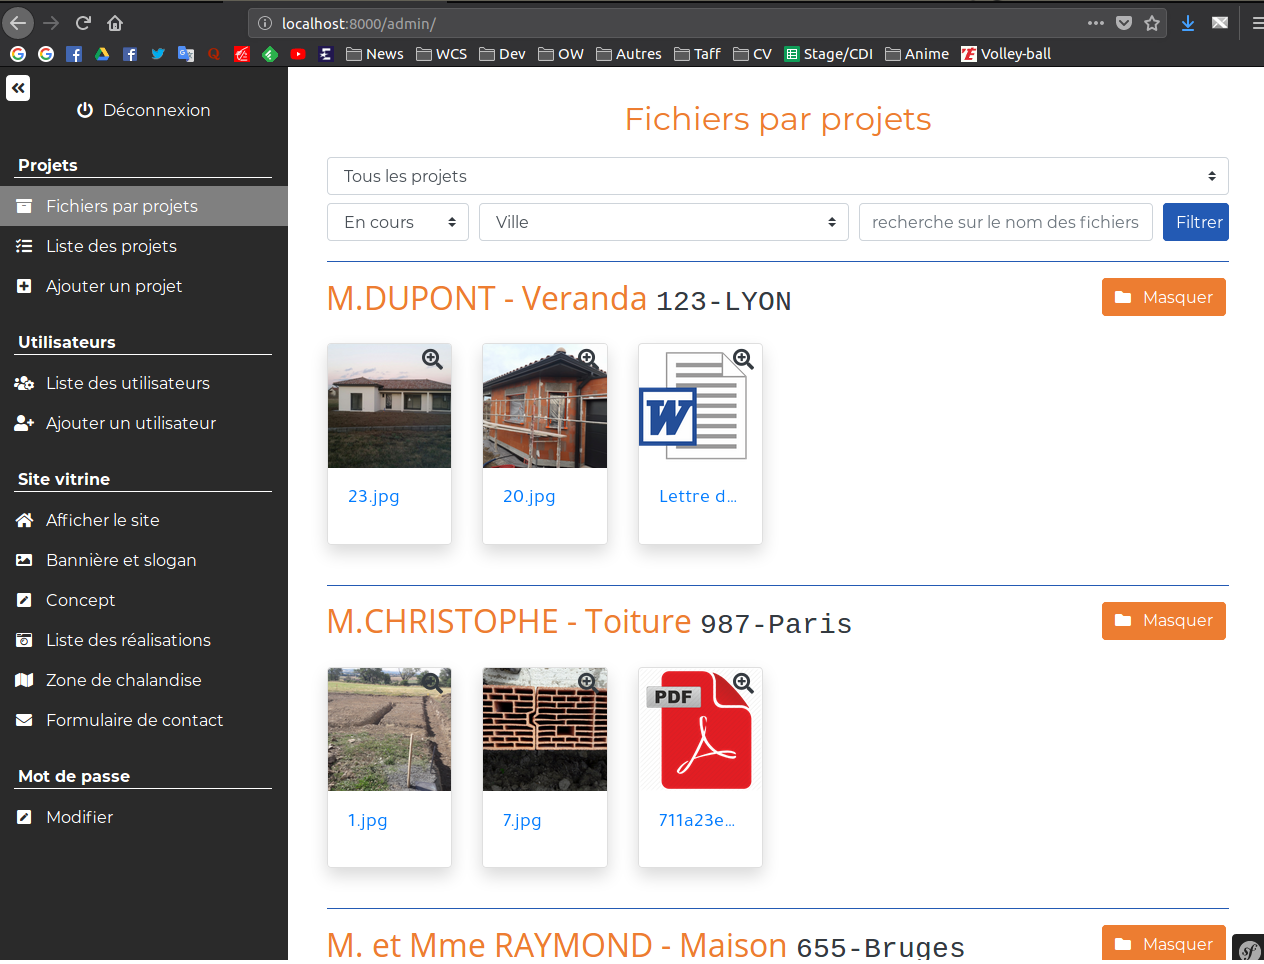 localhost:8000/admin/
News WCS Dev OW Autres Taff CV Stage/CDI Anime Volley-ball
Déconnexion
Projets
Fichiers par projets
Liste des projets
Ajouter un projet
Utilisateurs
Liste des utilisateurs
Ajouter un utilisateur
Site vitrine
Afficher le site
Bannière et slogan
Concept
Liste des réalisations
Zone de chalandise
Formulaire de contact
Mot de passe
Modifier
Fichiers par projets
Tous les projets
En cours Ville recherche sur le nom des fichiers Filtrer
M.DUPONT - Veranda 123-LYON Masquer
W
23.jpg 20.jpg Lettre d...
M.CHRISTOPHE - Toiture 987-Paris Masquer
PDF
1.jpg 7.jpg 711a23e...
M. et Mme RAYMOND - Maison 655-Bruges Masquer
sf